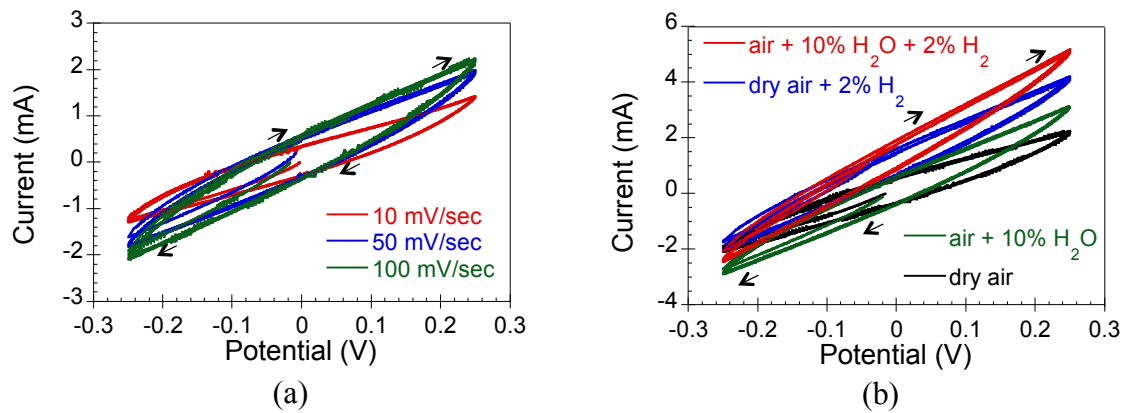 3
2
1
0
-1
-2
-3
-0.3 -0.2 -0.1 0 0.1 0.2 0.3
Current (mA)
Potential (V)
10 mV/sec
50 mV/sec
100 mV/sec
(a)
6
4
2
0
-2
-4
-0.3 -0.2 -0.1 0 0.1 0.2 0.3
Current (mA)
Potential (V)
air + 10% H₂O + 2% H₂
dry air + 2% H₂
air + 10% H₂O
dry air
(b)